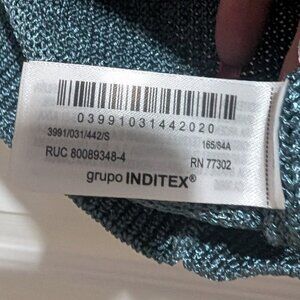 03991031442020
3991/031/442/S
165/84A
RUC 80089348-4
RN 77302
grupo INDITEX®